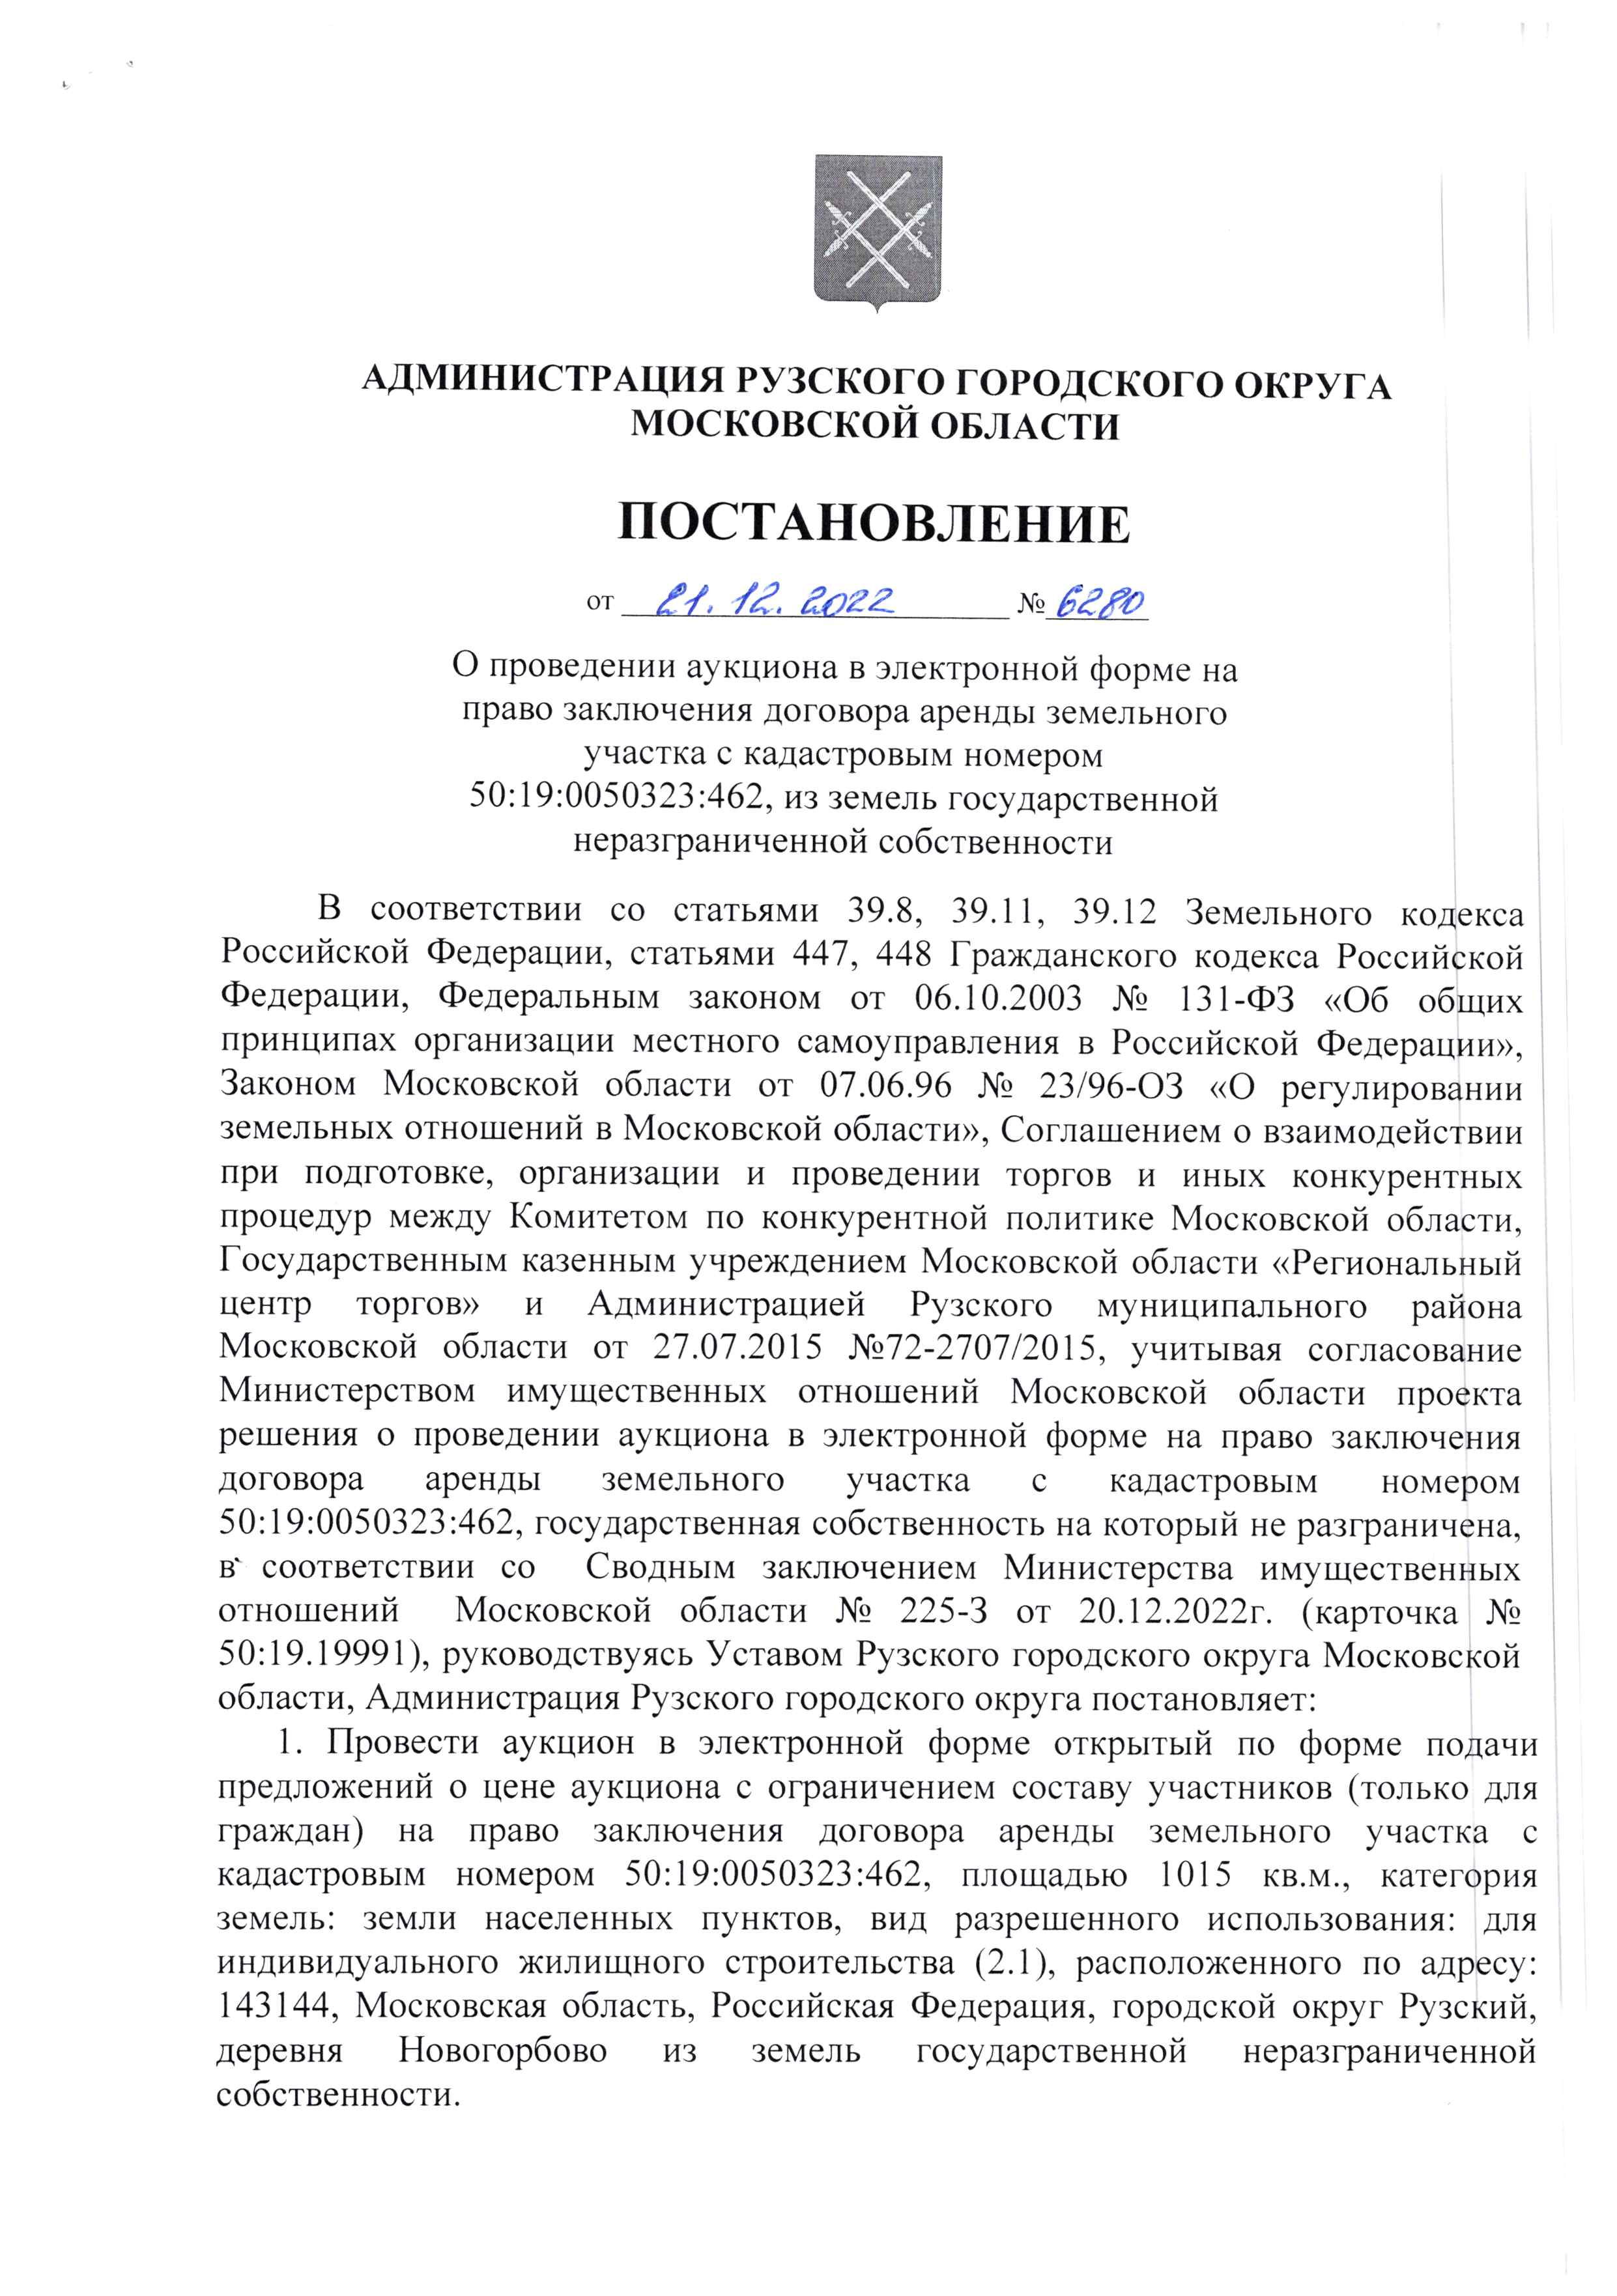 АДМИНИСТРАЦИЯ РУЗСКОГО ГОРОДСКОГО ОКРУГА
МОСКОВСКОЙ ОБЛАСТИ
ПОСТАНОВЛЕНИЕ
от 21.12.2022 № 6280
О проведении аукциона в электронной форме на
право заключения договора аренды земельного
участка с кадастровым номером
50:19:0050323:462, из земель государственной
неразграниченной собственности
В соответствии со статьями 39.8, 39.11, 39.12 Земельного кодекса
Российской Федерации, статьями 447, 448 Гражданского кодекса Российской
Федерации, Федеральным законом от 06.10.2003 № 131-ФЗ «Об общих
принципах организации местного самоуправления в Российской Федерации»,
Законом Московской области от 07.06.96 № 23/96-ОЗ «О регулировании
земельных отношений в Московской области», Соглашением о взаимодействии
при подготовке, организации и проведении торгов и иных конкурентных
процедур между Комитетом по конкурентной политике Московской области,
Государственным казенным учреждением Московской области «Региональный
центр торгов» и Администрацией Рузского муниципального района
Московской области от 27.07.2015 №72-2707/2015, учитывая согласование
Министерством имущественных отношений Московской области проекта
решения о проведении аукциона в электронной форме на право заключения
договора аренды земельного участка с кадастровым номером
50:19:0050323:462, государственная собственность на который не разграничена,
в соответствии со Сводным заключением Министерства имущественных
отношений Московской области № 225-З от 20.12.2022г. (карточка №
50:19.19991), руководствуясь Уставом Рузского городского округа Московской
области, Администрация Рузского городского округа постановляет:
1. Провести аукцион в электронной форме открытый по форме подачи
предложений о цене аукциона с ограничением составу участников (только для
граждан) на право заключения договора аренды земельного участка с
кадастровым номером 50:19:0050323:462, площадью 1015 кв.м., категория
земель: земли населенных пунктов, вид разрешенного использования: для
индивидуального жилищного строительства (2.1), расположенного по адресу:
143144, Московская область, Российская Федерация, городской округ Рузский,
деревня Новогорбово из земель государственной неразграниченной
собственности.